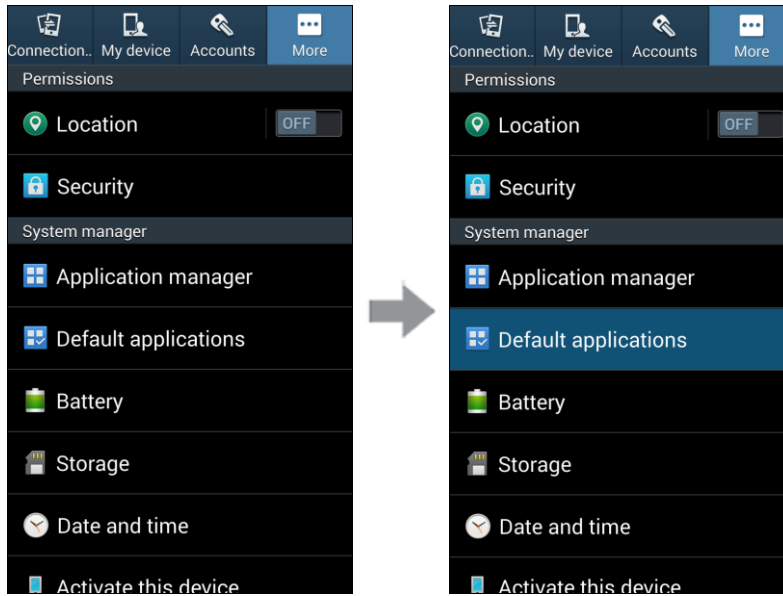 Connection.. My device Accounts More
Permissions
Location OFF
Security
System manager
Application manager
Default applications
Battery
Storage
Date and time
Activate this device
Connection.. My device Accounts More
Permissions
Location OFF
Security
System manager
Application manager
Default applications
Battery
Storage
Date and time
Activate this device